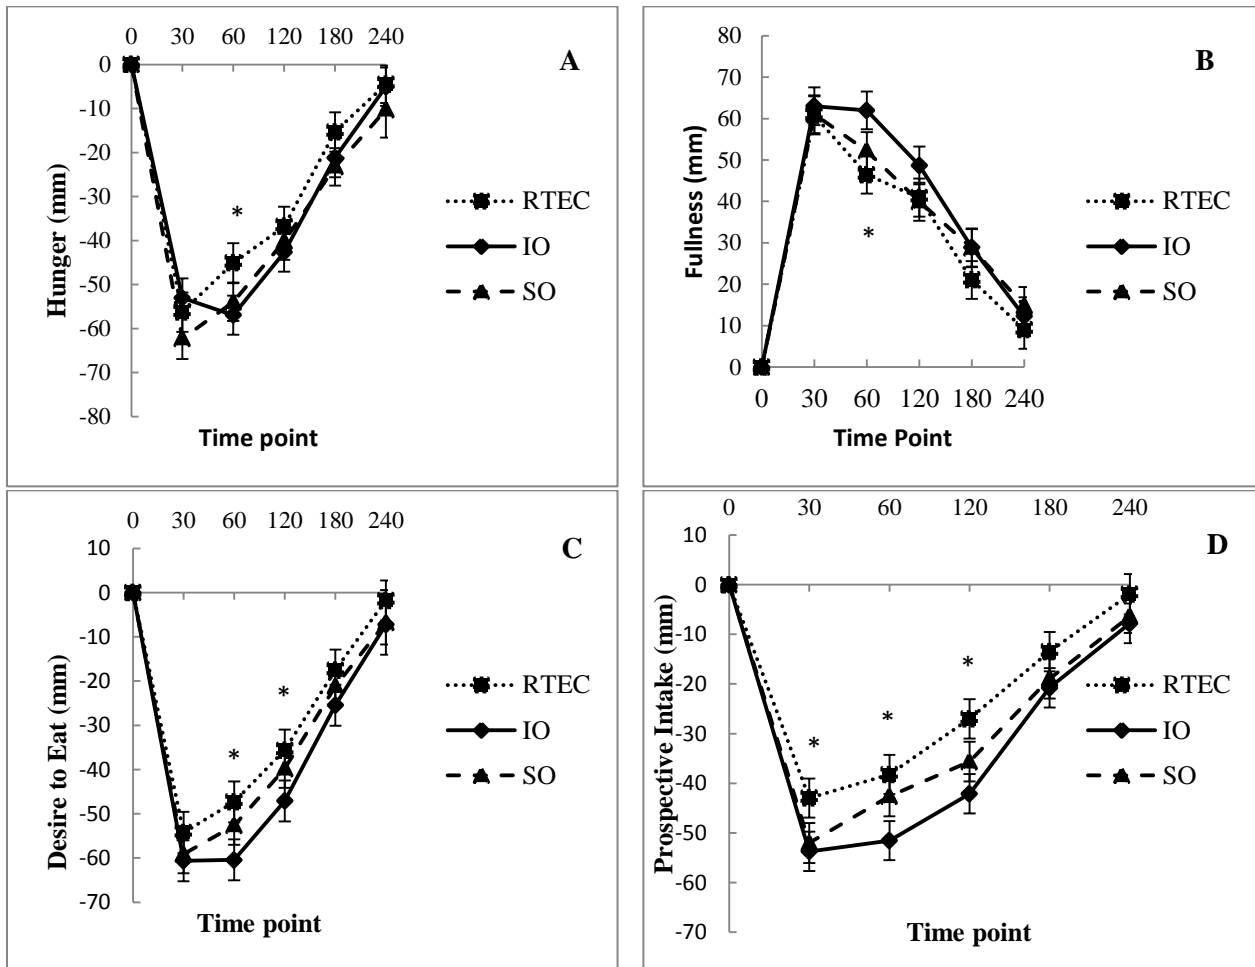 0 30 60 120 180 240
A
0
-10
-20
-30
-40
-50
-60
-70
-80
Hunger (mm)
*
RTEC
IO
SO
Time point
B
80
70
60
50
40
30
20
10
0
Fullness (mm)
*
RTEC
IO
SO
0 30 60 120 180 240
Time Point
0 30 60 120 180 240
C
10
0
-10
-20
-30
-40
-50
-60
-70
Desire to Eat (mm)
*
*
RTEC
IO
SO
Time point
0 30 60 120 180 240
D
10
0
-10
-20
-30
-40
-50
-60
-70
Prospective Intake (mm)
*
*
*
RTEC
IO
SO
Time point